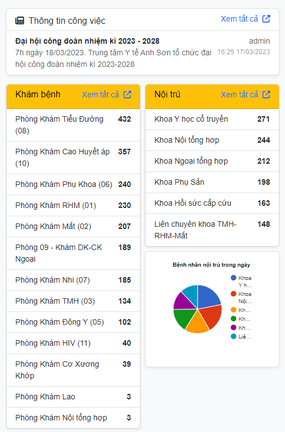 Thông tin công việc
Xem tất cả
Đại hội công đoàn nhiệm kì 2023 - 2028
admin
7h ngày 18/03/2023. Trung tâm Y tế Anh Sơn tổ chức đại
hội công đoàn nhiệm kì 2023-2028
16:25 17/03/2023
Khám bệnh
Xem tất cả
Phòng Khám Tiểu Đường
(08)
432
Phòng Khám Cao Huyết áp
(10)
357
Phòng Khám Phụ Khoa (06)
240
Phòng Khám RHM (01)
230
Phòng Khám Mắt (02)
207
Phòng 09 - Khám DK-CK
Ngoại
189
Phòng Khám Nhi (07)
185
Phòng Khám TMH (03)
134
Phòng Khám Đông Y (05)
102
Phòng Khám HIV (11)
40
Phòng Khám Cơ Xương
Khớp
39
Phòng Khám Lao
3
Phòng Khám Nội tổng hợp
3
Nội trú
Xem tất cả
Khoa Y học cổ truyền
271
Khoa Nội tổng hợp
244
Khoa Ngoại tổng hợp
212
Khoa Phụ Sản
198
Khoa Hồi sức cấp cứu
163
Liên chuyên khoa TMH-
RHM-Mắt
148
Bệnh nhân nội trú trong ngày
Khoa
Y h...
Khoa
Nội...
Kh...
Kh...
Kh...
Liê...